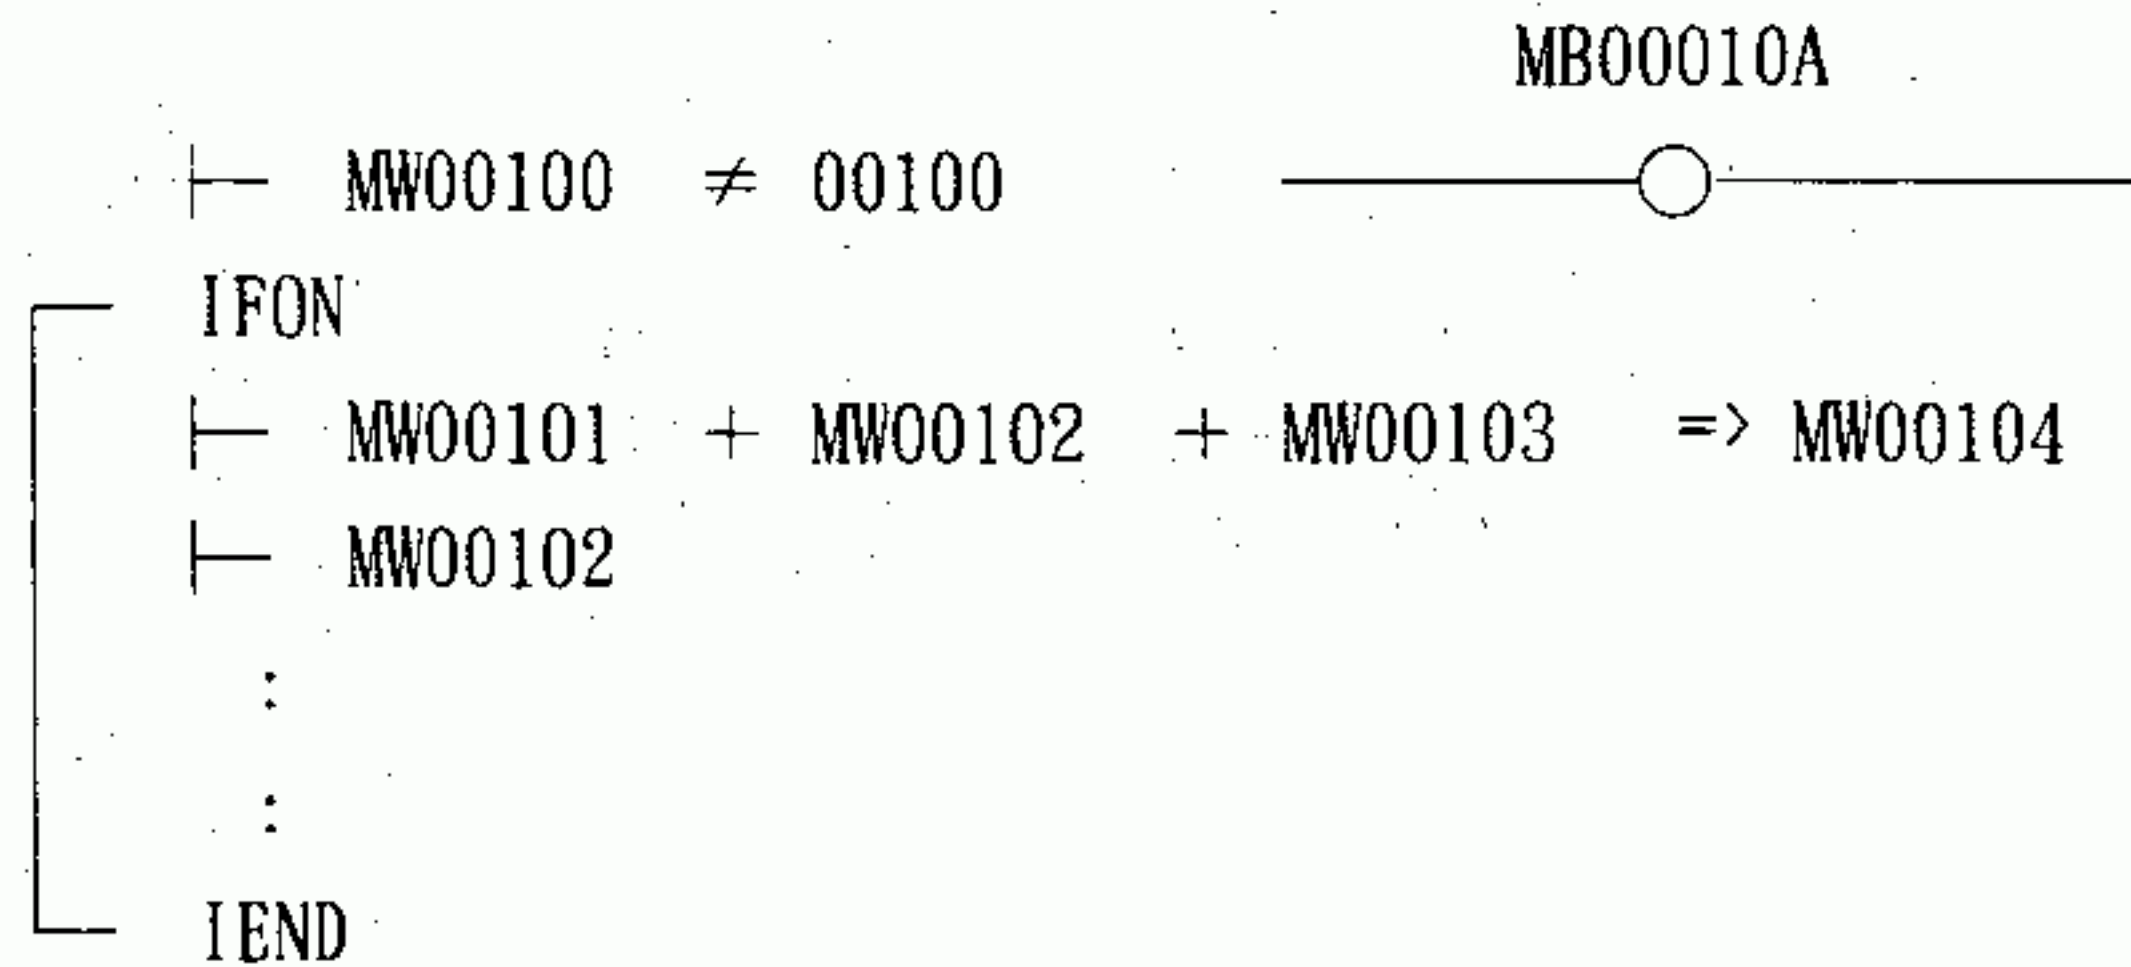 MB00010A
MW00100 ≠ 00100
IFON
MW00101 + MW00102 + MW00103 => MW00104
MW00102
:
:
IEND